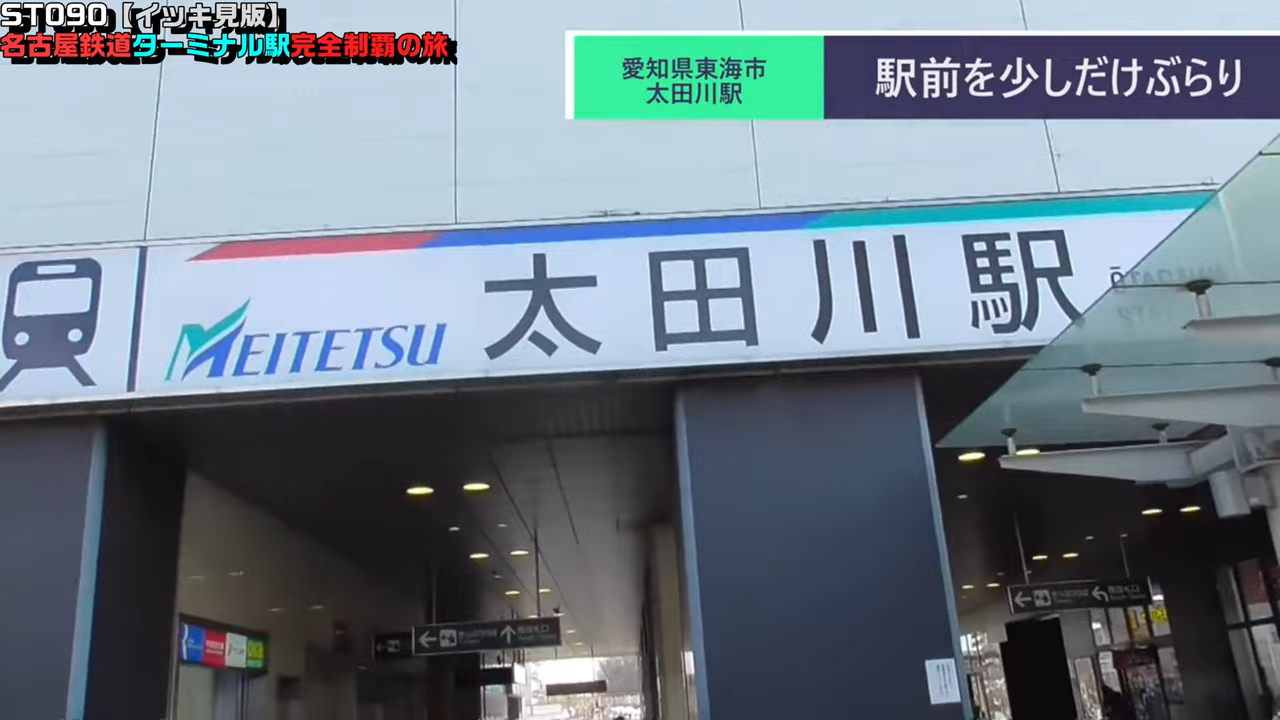 ST090【イッキ見版】
名古屋鉄道ターミナル駅完全制覇の旅
愛知県東海市
太田川駅
駅前を少しだけぶらり
MEITETSU 太田川駅